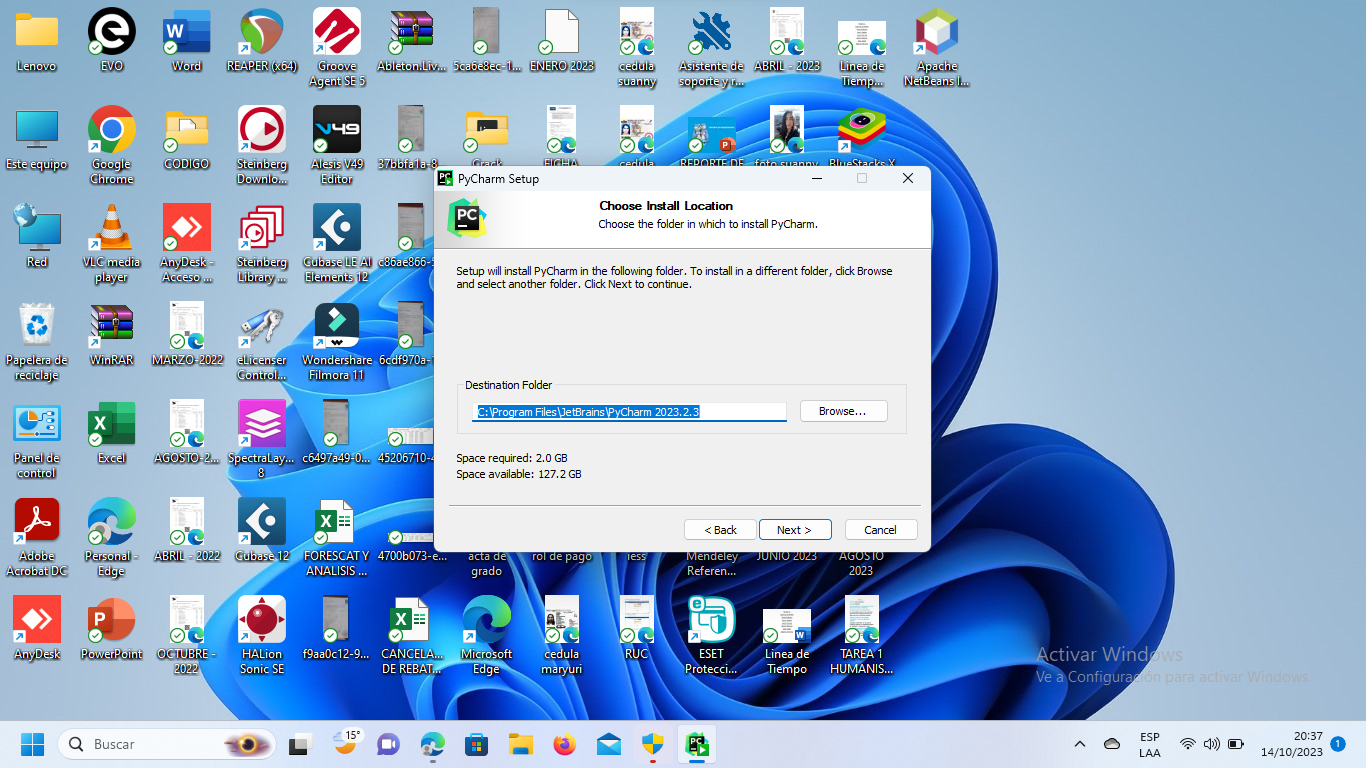 Lenovo
EVO
Word
REAPER (x64)
Groove
Agent SE 5
Ableton.Liv...
5ca6e8ec-1...
ENERO 2023
cedula
suanny
Asistente de
soporte y r...
ABRIL - 2023
Linea de
Tiemp...
Apache
NetBeans I...
Este equipo
Google
Chrome
CODIGO
Steinberg
Downlo...
Alesis V49
Editor
37bbfa1a-8
Crack
FICHA
cedula
REPORTE DE
foto suanny
BlueStacks X
Red
VLC media
player
AnyDesk -
Acceso ...
Steinberg
Library ...
Cubase LE AI
Elements 12
c86ae866-5
Papelera de
reciclaje
WinRAR
MARZO-2022
eLicenser
Control...
Wondershare
Filmora 11
6cdf970a-1
Panel de
control
Excel
AGOSTO-2...
SpectraLay...
8
c6497a49-0...
45206710-4
Adobe
Acrobat DC
Personal -
Edge
ABRIL - 2022
Cubase 12
FORESCAT Y
ANALISIS ...
4700b073-e...
acta de
grado
rol de pago
less
Mendeley
Referen...
JUNIO 2023
AGOSTO
2023
AnyDesk
PowerPoint
OCTUBRE -
2022
HALion
Sonic SE
f9aa0c12-9...
CANCELA...
DE REBAT...
Microsoft
Edge
cedula
maryuri
RUC
ESET
Protecci...
Linea de
Tiempo
TAREA 1
HUMANIS...
V49
PyCharm Setup
PC
Choose Install Location
Choose the folder in which to install PyCharm.
Setup will install PyCharm in the following folder. To install in a different folder, click Browse
and select another folder. Click Next to continue.
Destination Folder
C:\Program Files\JetBrains\PyCharm 2023.2.3
Browse...
Space required: 2.0 GB
Space available: 127.2 GB
< Back
Next >
Cancel
Activar Windows
Ve a Configuración para activar Windows.
Buscar
15°
ESP
LAA
20:37
14/10/2023
1